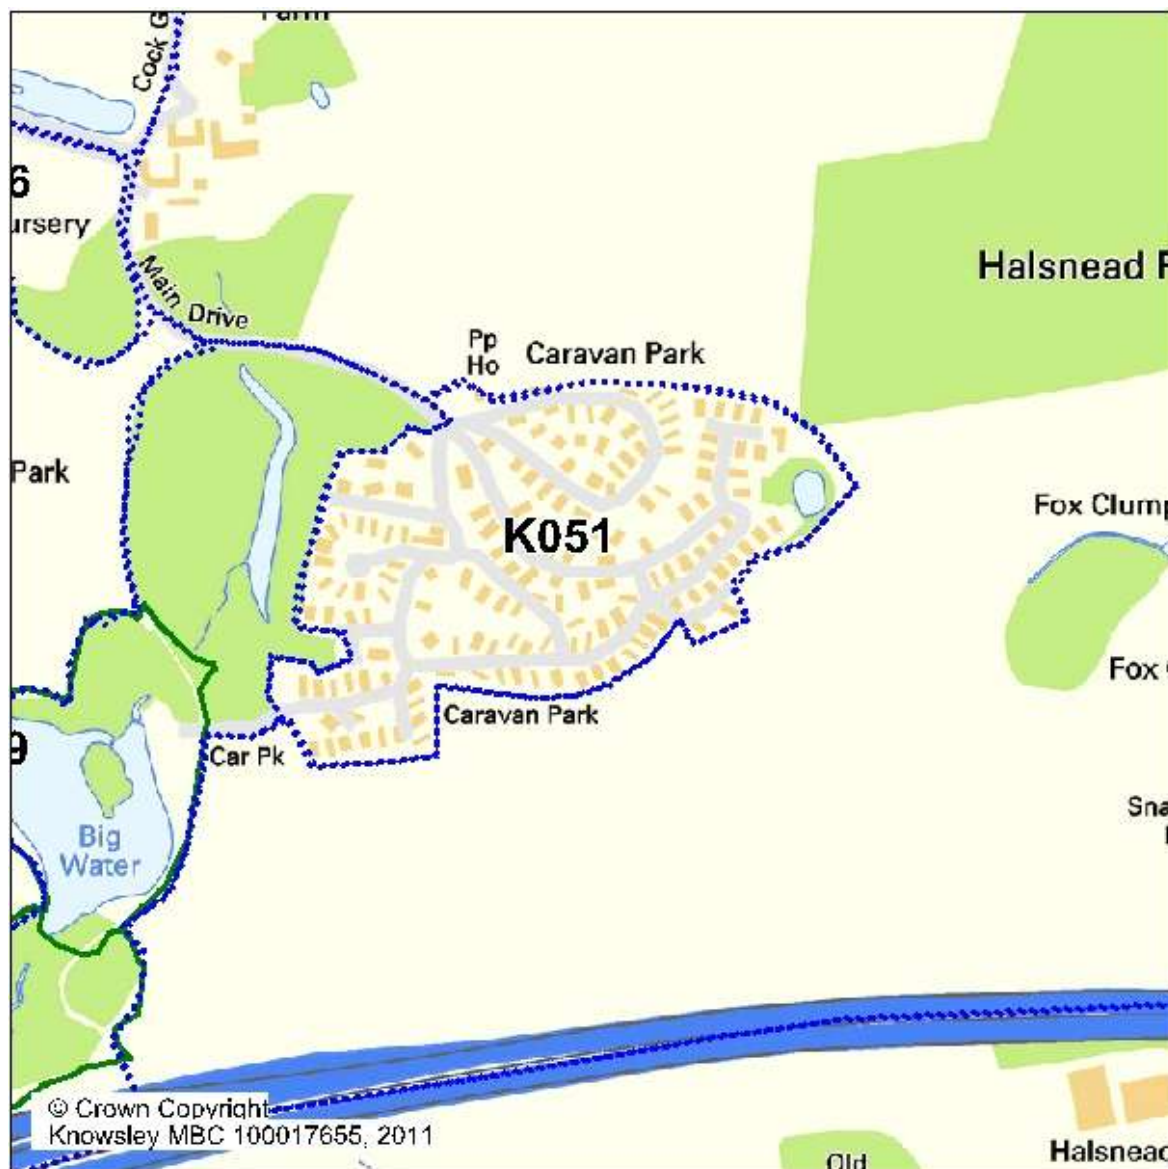 Farm
Cock G
6
ursery
Main Drive
Halsnead P
Pp
Ho
Caravan Park
Park
Fox Clump
K051
Fox
Caravan Park
9
Car Pk
Sna
Big
Water
© Crown Copyright
Knowsley MBC 100017655, 2011
Halsnead
Old